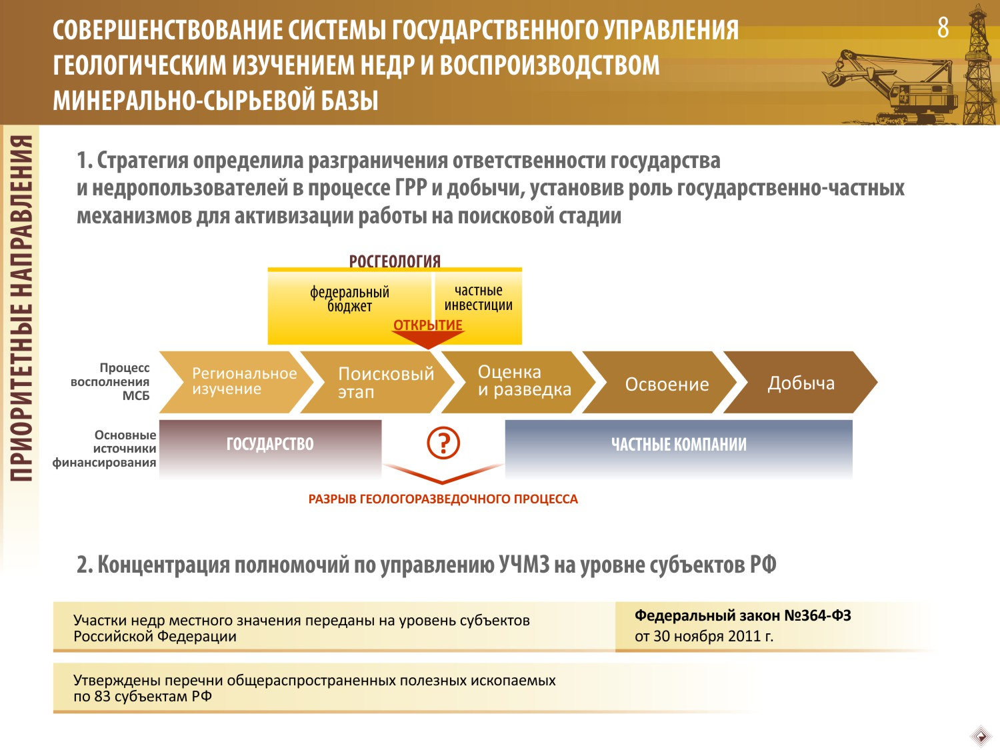 СОВЕРШЕНСТВОВАНИЕ СИСТЕМЫ ГОСУДАРСТВЕННОГО УПРАВЛЕНИЯ
ГЕОЛОГИЧЕСКИМ ИЗУЧЕНИЕМ НЕДР И ВОСПРОИЗВОДСТВОМ
МИНЕРАЛЬНО-СЫРЬЕВОЙ БАЗЫ
8
ПРИОРИТЕТНЫЕ НАПРАВЛЕНИЯ
1. Стратегия определила разграничения ответственности государства
и недропользователей в процессе ГРР и добычи, установив роль государственно-частных
механизмов для активизации работы на поисковой стадии
РОСГЕОЛОГИЯ
федеральный
бюджет
частные
инвестиции
ОТКРЫТИЕ
Процесс
восполнения
МСБ
Региональное
изучение
Поисковый
этап
Оценка
и разведка
Освоение
Добыча
Основные
источники
финансирования
ГОСУДАРСТВО
?
ЧАСТНЫЕ КОМПАНИИ
РАЗРЫВ ГЕОЛОГОРАЗВЕДОЧНОГО ПРОЦЕССА
2. Концентрация полномочий по управлению УЧМЗ на уровне субъектов РФ
Участки недр местного значения переданы на уровень субъектов
Российской Федерации
Федеральный закон №364-ФЗ
от 30 ноября 2011 г.
Утверждены перечни общераспространенных полезных ископаемых
по 83 субъектам РФ